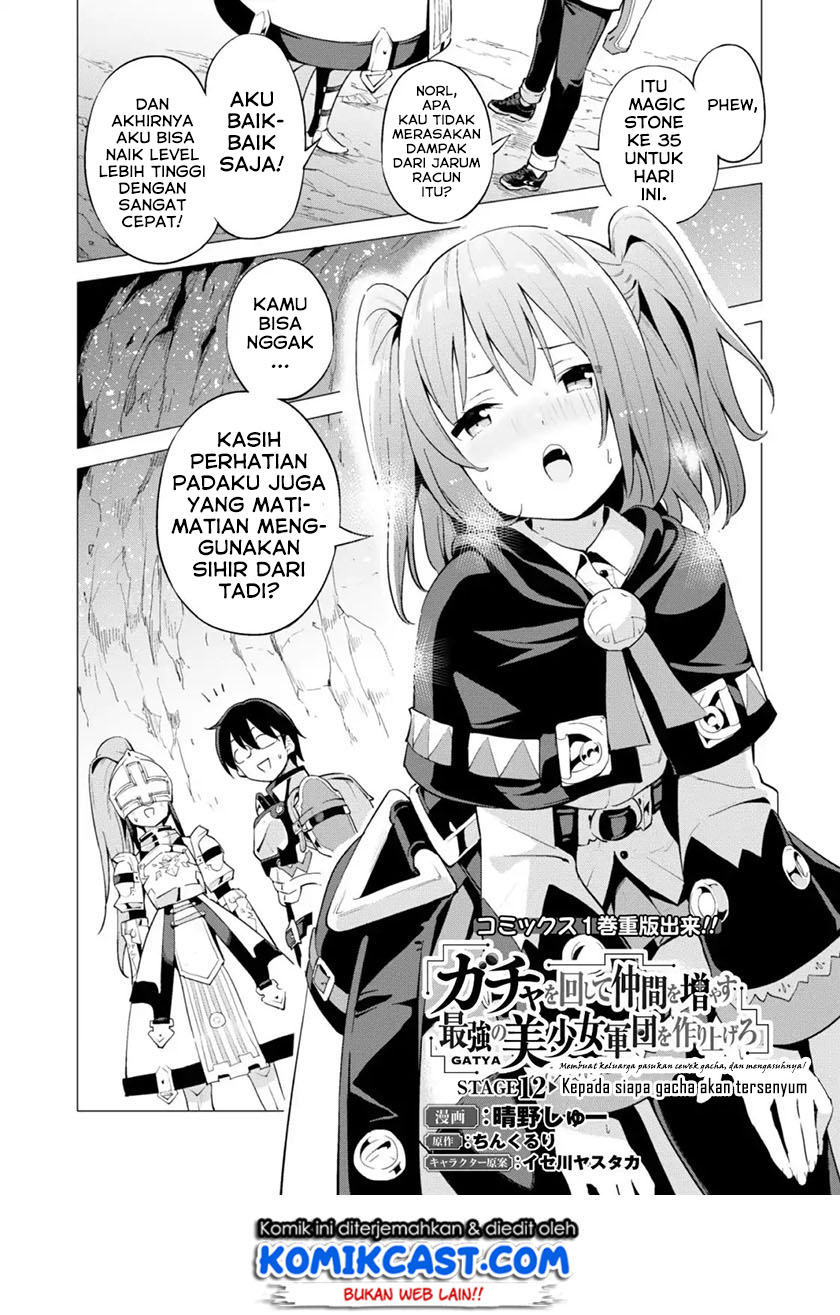 PHEW,
ITU
MAGIC
STONE
KE 35
UNTUK
HARI
INI.
NORL,
APA
KAU TIDAK
MERASAKAN
DAMPAK
DARI JARUM
RACUN
ITU?
AKU
BAIK-
BAIK
SAJA!
DAN
AKHIRNYA
AKU BISA
NAIK LEVEL
LEBIH TINGGI
DENGAN
SANGAT
CEPAT!
KAMU
BISA
NGGAK
...
KASIH
PERHATIAN
PADAKU JUGA
YANG MATI-
MATIAN MENG-
GUNAKAN
SIHIR DARI
TADI?
コミックス1巻重版出来!!
ガチャを回して仲間を増やす
最強の美少女軍団を作り上げろ
GATYA
Membuat keluarga pasukan cewek gacha, dan mengasuhnya!
STAGE12 Kepada siapa gacha akan tersenyum
漫画:晴野しゅー
原作:ちんくるり
キャラクター原案:イセ川ヤスタカ
Komik ini diterjemahkan & diedit oleh
KOMIKCAST.COM
BUKAN WEB LAIN!!